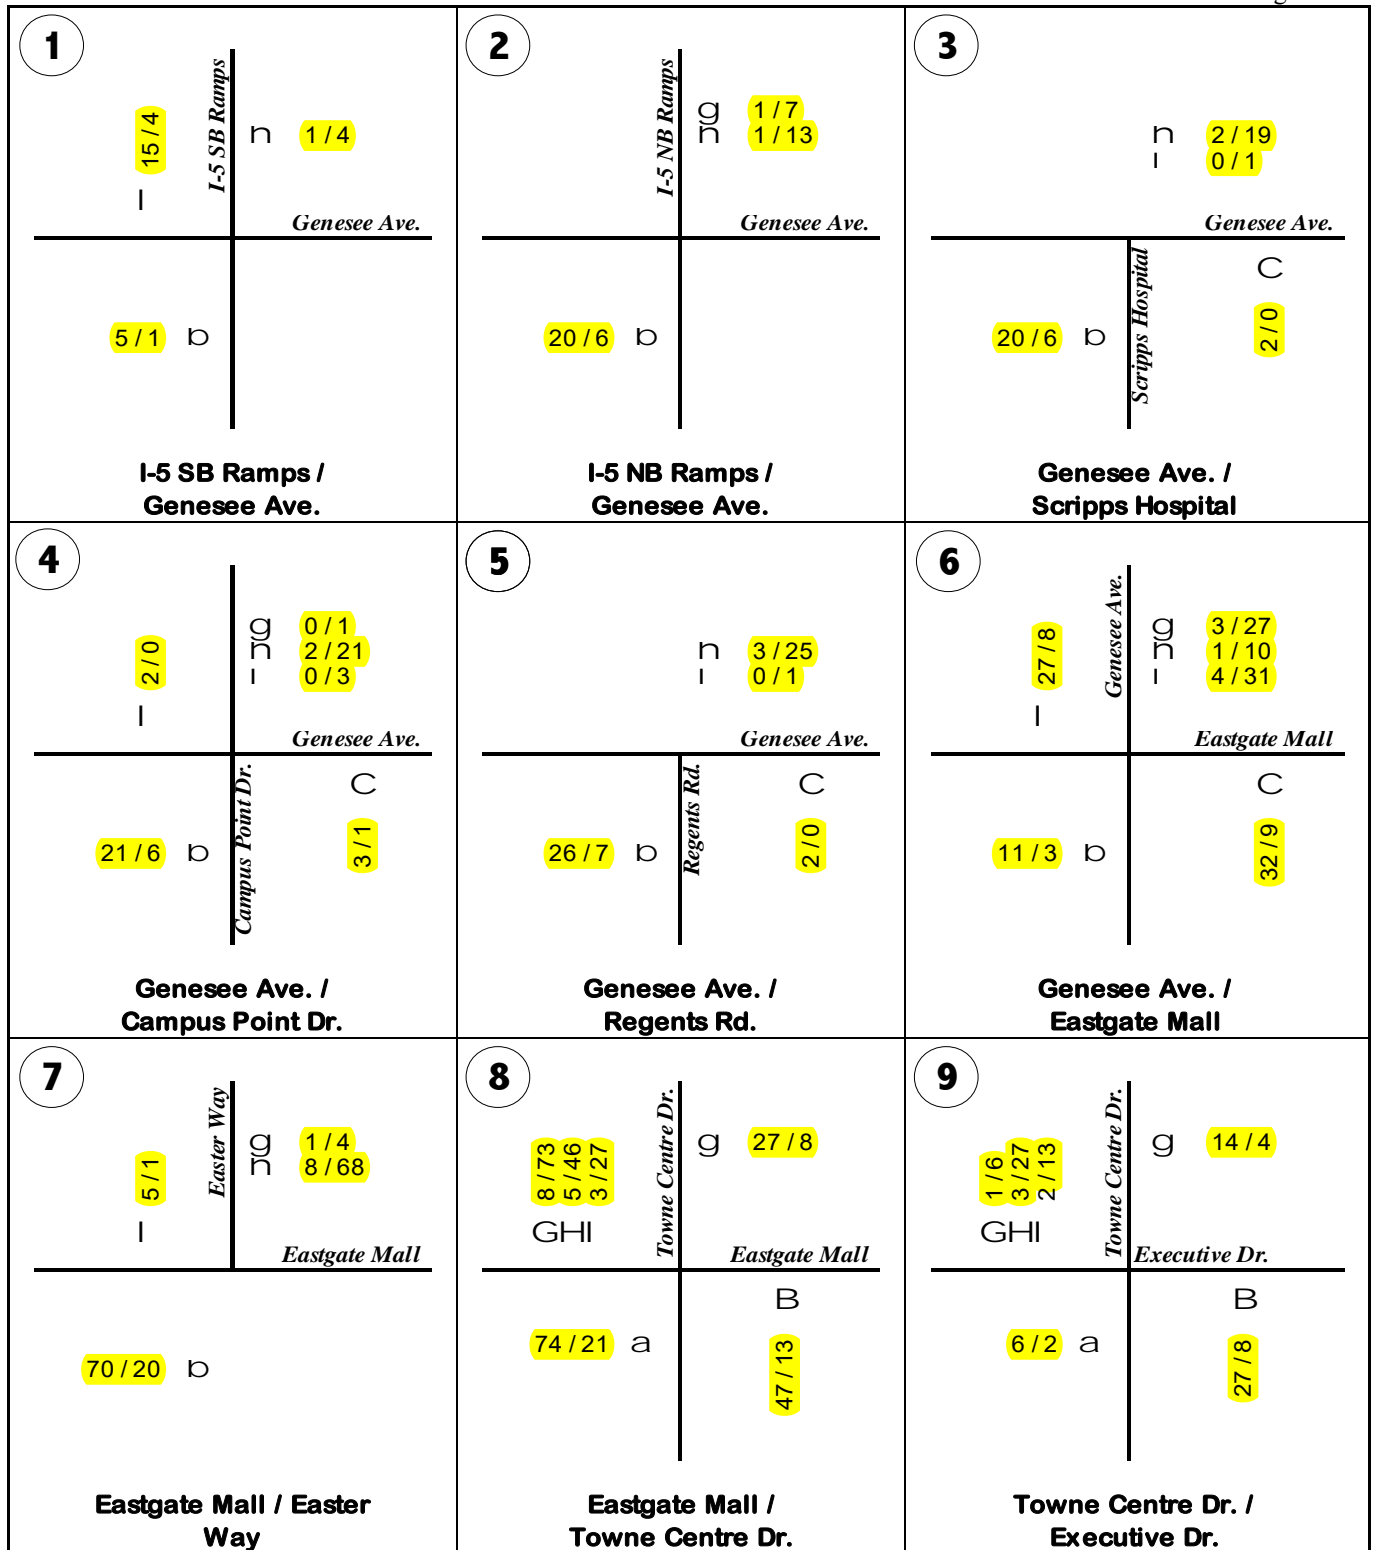 1
15 / 4
I-5 SB Ramps
n 1 / 4
l
Genesee Ave.
5 / 1 b
I-5 SB Ramps /
Genesee Ave.
2
I-5 NB Ramps
g 1 / 7
n 1 / 13
Genesee Ave.
20 / 6 b
I-5 NB Ramps /
Genesee Ave.
3
n 2 / 19
l 0 / 1
Genesee Ave.
Scripps Hospital
C
20 / 6 b
2 / 0
Genesee Ave. /
Scripps Hospital
4
2 / 0
g 0 / 1
n 2 / 21
l 0 / 3
l
Genesee Ave.
Campus Point Dr.
C
21 / 6 b
3 / 1
Genesee Ave. /
Campus Point Dr.
5
n 3 / 25
l 0 / 1
Genesee Ave.
Regents Rd.
C
26 / 7 b
2 / 0
Genesee Ave. /
Regents Rd.
6
27 / 8
Genesee Ave.
g 3 / 27
n 1 / 10
l 4 / 31
l
Eastgate Mall
C
11 / 3 b
32 / 9
Genesee Ave. /
Eastgate Mall
7
5 / 1
Easter Way
g 1 / 4
n 8 / 68
l
Eastgate Mall
70 / 20 b
Eastgate Mall / Easter
Way
8
8 / 73
5 / 46
3 / 27
GHI
Towne Centre Dr.
g 27 / 8
Eastgate Mall
B
74 / 21 a
47 / 13
Eastgate Mall /
Towne Centre Dr.
9
1 / 6
3 / 27
2 / 13
GHI
Towne Centre Dr.
g 14 / 4
Executive Dr.
B
6 / 2 a
27 / 8
Towne Centre Dr. /
Executive Dr.